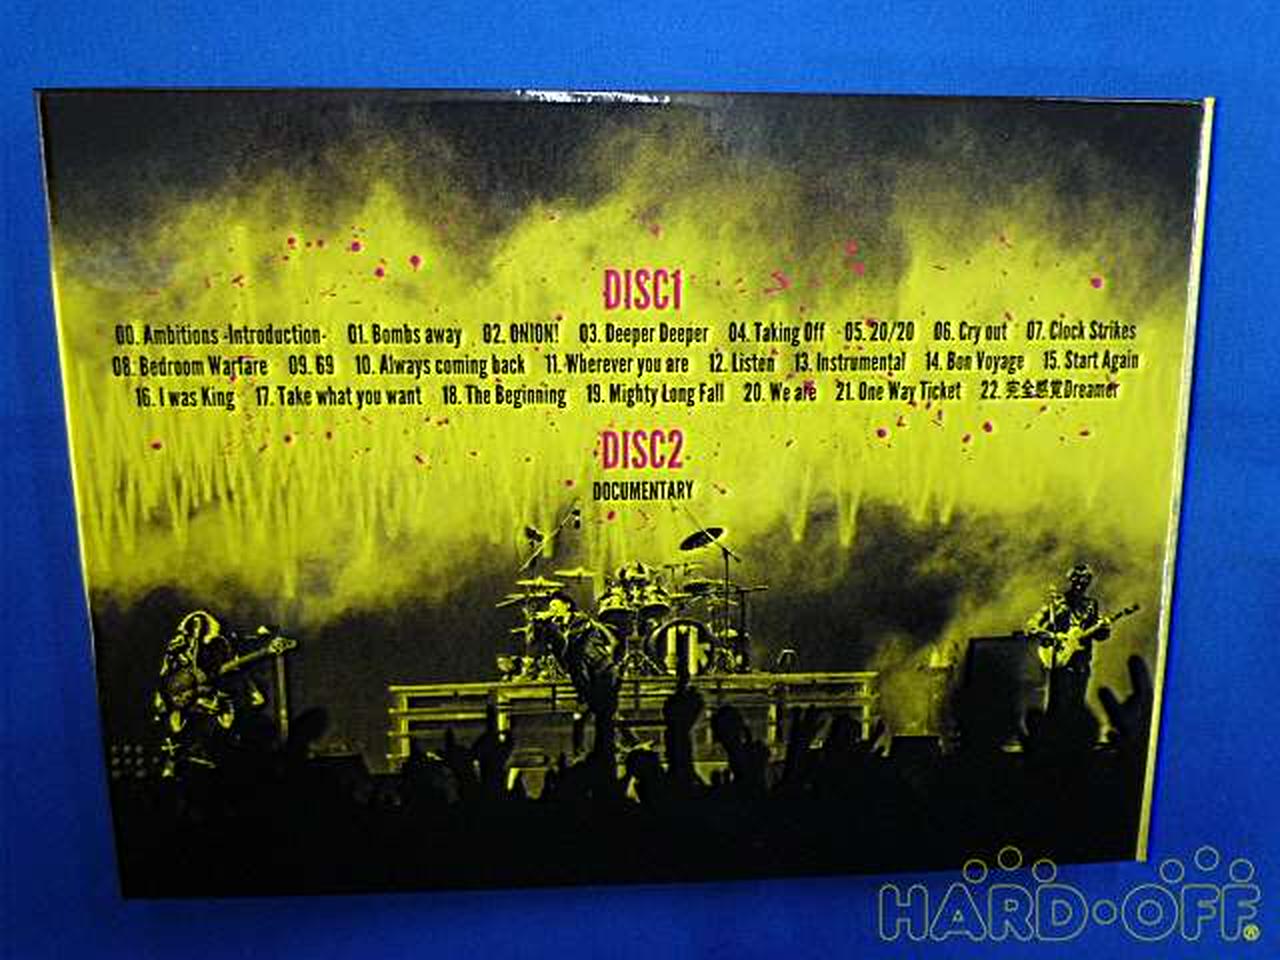 DISC1
00. Ambitions -Introduction- 01. Bombs away 02. ONION! 03. Deeper Deeper 04. Taking Off 05. 20/20 06. Cry out 07. Clock Strikes
08. Bedroom Warfare 09. 69 10. Always coming back 11. Wherever you are 12. Listen 13. Instrumental 14. Bon Voyage 15. Start Again
16. I was King 17. Take what you want 18. The Beginning 19. Mighty Long Fall 20. We are 21. One Way Ticket 22. 完全感覚Dreamer
DISC2
DOCUMENTARY
HARD•OFF®